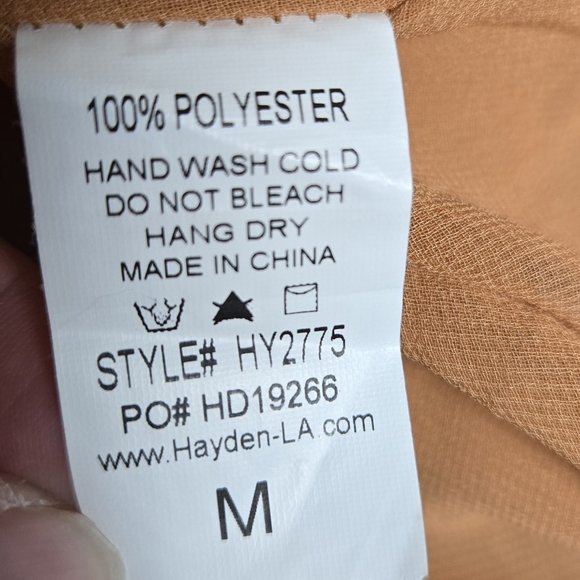 100% POLYESTER
HAND WASH COLD
DO NOT BLEACH
HANG DRY
MADE IN CHINA
STYLE# HY2775
PO# HD19266
www.Hayden-LA.com
M